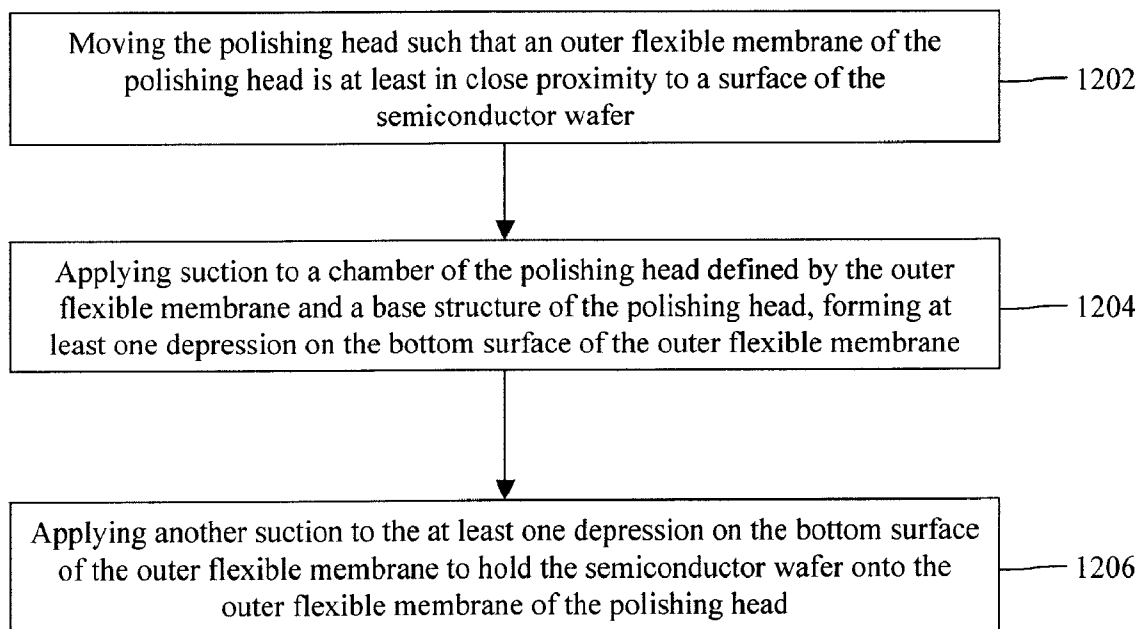 Moving the polishing head such that an outer flexible membrane of the
polishing head is at least in close proximity to a surface of the
semiconductor wafer
1202
Applying suction to a chamber of the polishing head defined by the outer
flexible membrane and a base structure of the polishing head, forming at
least one depression on the bottom surface of the outer flexible membrane
1204
Applying another suction to the at least one depression on the bottom surface
of the outer flexible membrane to hold the semiconductor wafer onto the
outer flexible membrane of the polishing head
1206